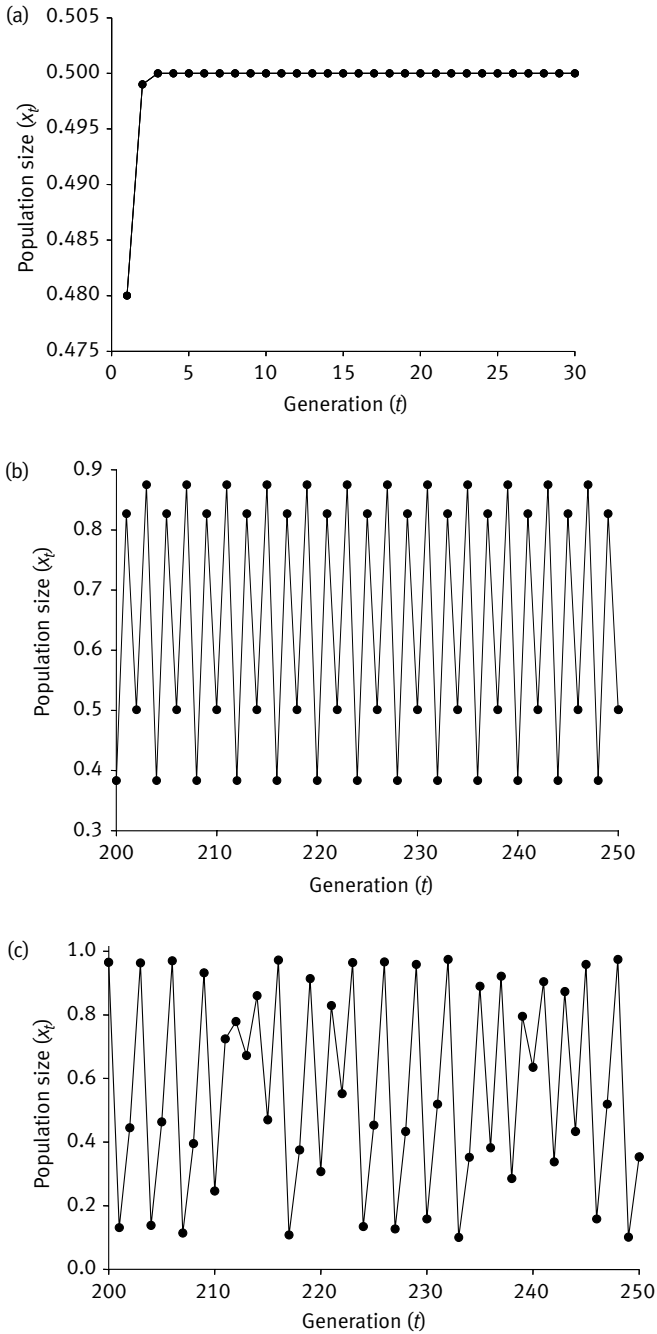 (a)
0.505
0.500
0.495
0.490
0.485
0.480
0.475
Population size (xt)
0 5 10 15 20 25 30
Generation (t)
(b)
0.9
0.8
0.7
0.6
0.5
0.4
0.3
Population size (xt)
200 210 220 230 240 250
Generation (t)
(c)
1.0
0.8
0.6
0.4
0.2
0.0
Population size (xt)
200 210 220 230 240 250
Generation (t)